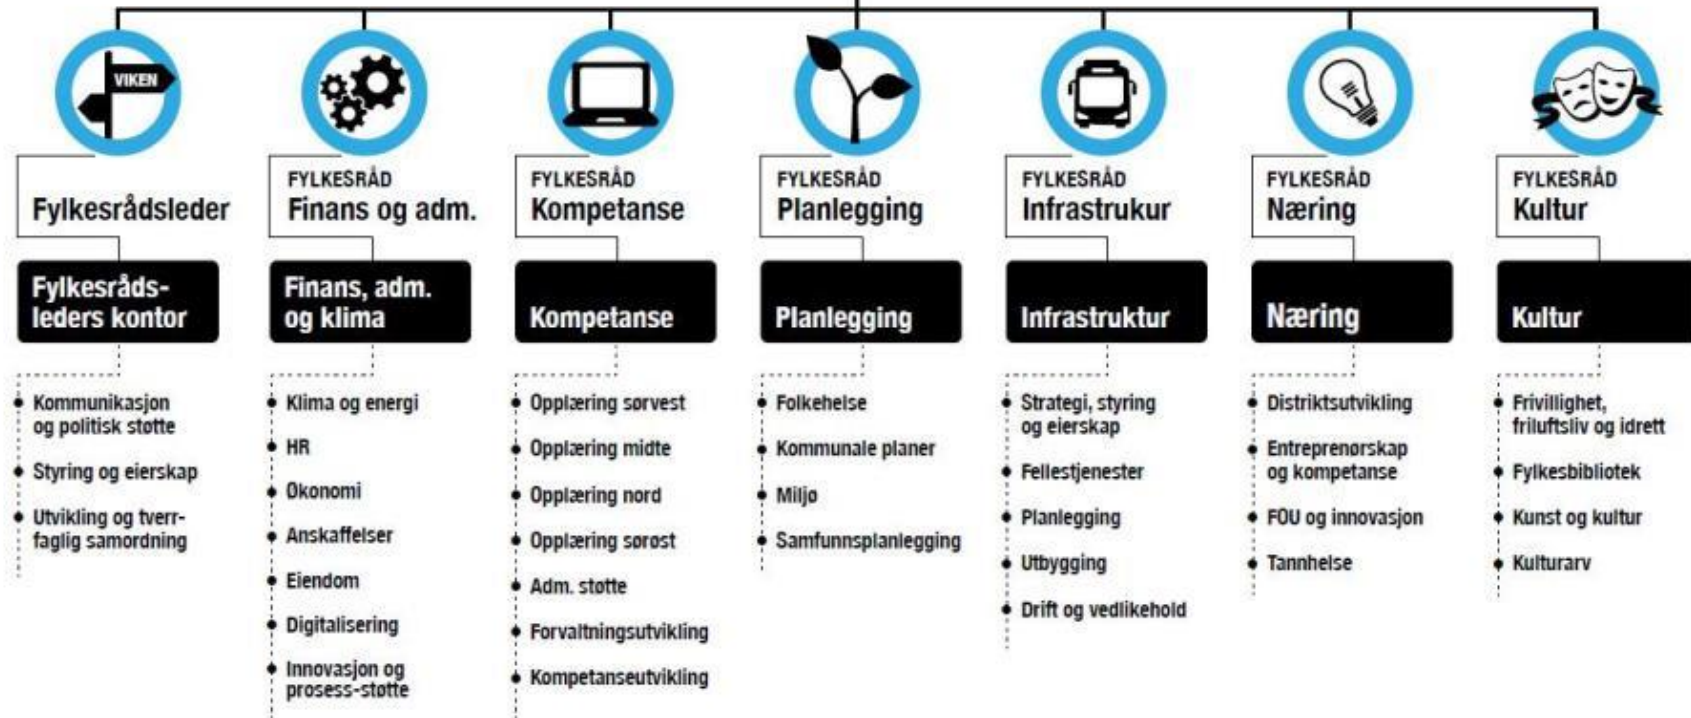 VIKEN
Fylkesrådsleder
Fylkesråds-
leders kontor
Kommunikasjon
og politisk støtte
Styring og eierskap
Utvikling og tverr-
faglig samordning
FYLKESRÅD
Finans og adm.
Finans, adm.
og klima
Klima og energi
HR
Økonomi
Anskaffelser
Eiendom
Digitalisering
Innovasjon og
prosess-støtte
FYLKESRÅD
Kompetanse
Kompetanse
Opplæring sørvest
Opplæring midte
Opplæring nord
Opplæring sørøst
Adm. støtte
Forvaltningsutvikling
Kompetanseutvikling
FYLKESRÅD
Planlegging
Planlegging
Folkehelse
Kommunale planer
Miljø
Samfunnsplanlegging
FYLKESRÅD
Infrastrukur
Infrastruktur
Strategi, styring
og eierskap
Fellestjenester
Planlegging
Utbygging
Drift og vedlikehold
FYLKESRÅD
Næring
Næring
Distriktsutvikling
Entreprenørskap
og kompetanse
FOU og innovasjon
Tannhelse
FYLKESRÅD
Kultur
Kultur
Frivillighet,
friluftsliv og idrett
Fylkesbibliotek
Kunst og kultur
Kulturarv